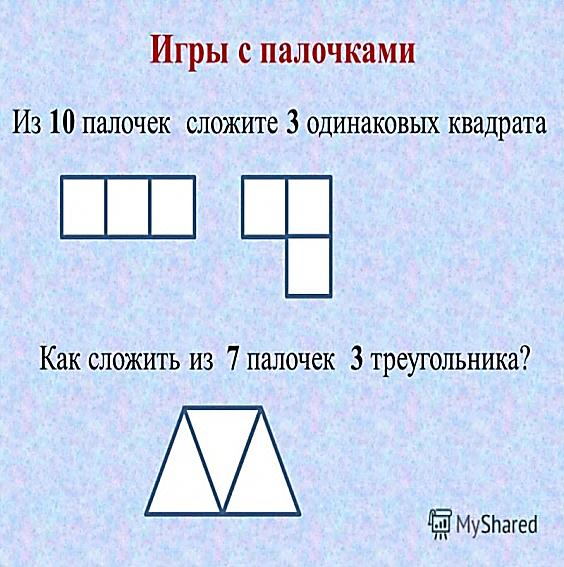 Игры с палочками
Из 10 палочек сложите 3 одинаковых квадрата
Как сложить из 7 палочек 3 треугольника?
MyShared